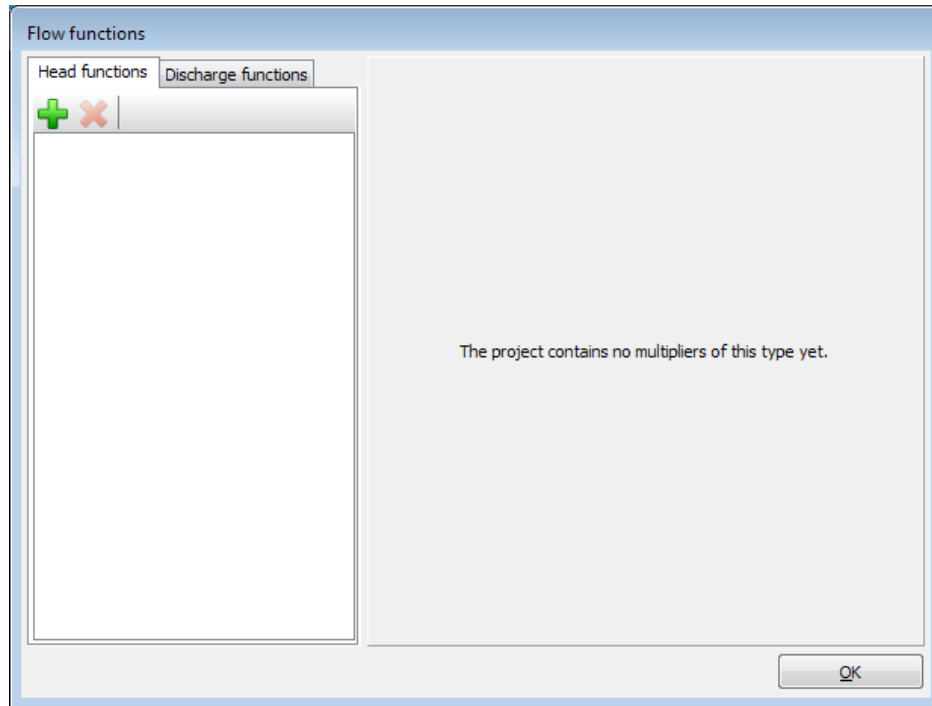 Flow functions
Head functions
Discharge functions
The project contains no multipliers of this type yet.
OK